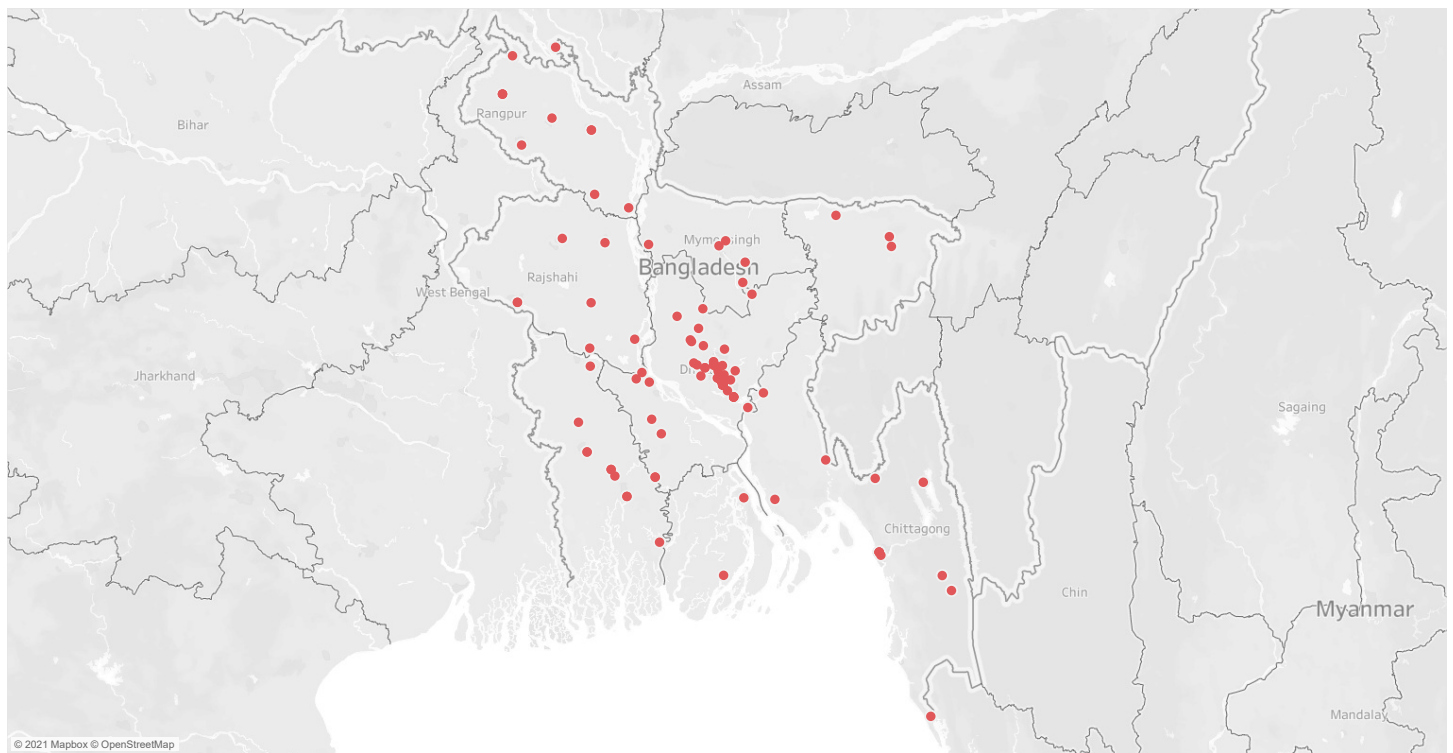 Assam
Rangpur
Bihar
Mymensingh
Bangladesh
Rajshahi
West Bengal
Jharkhand
Sagaing
Chittagong
Chin
Myanmar
Mandalay
© 2021 Mapbox © OpenStreetMap